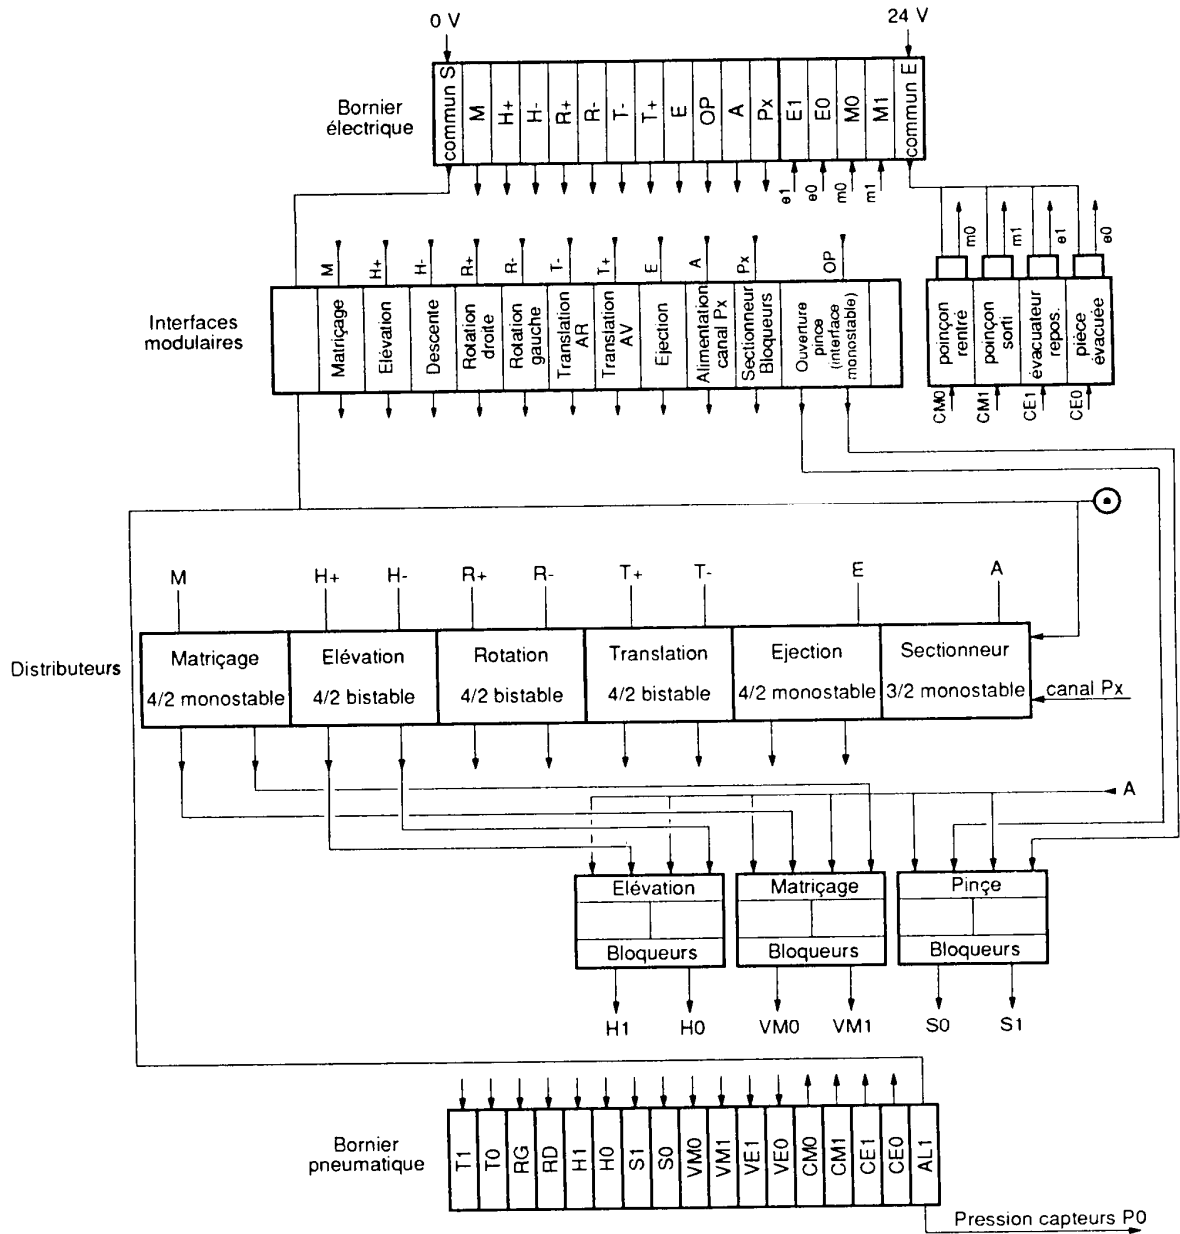 0 V
24 V
Bornier
électrique
commun S
M
H+
H-
R+
R-
T-
T+
E
OP
A
Px
E1
E0
M0
M1
commun E
e1
e0
m0
m1
m0
m1
e1
e0
M
H+
H-
R+
R-
T-
T+
E
A
Px
OP
Interfaces
modulaires
Matriçage
Elévation
Descente
Rotation
droite
Rotation
gauche
Translation
AR
Translation
AV
Ejection
Alimentation
canal Px
Sectionneur
Bloqueurs
Ouverture
pince
(interface
monostable)
poinçon
rentré
poinçon
sorti
évacuateur
repos.
pièce
évacuée
CM0
CM1
CE1
CE0
M
H+
H-
R+
R-
T+
T-
E
A
Distributeurs
Matriçage
4/2 monostable
Elévation
4/2 bistable
Rotation
4/2 bistable
Translation
4/2 bistable
Ejection
4/2 monostable
Sectionneur
3/2 monostable
canal Px
A
Elévation
Bloqueurs
Matriçage
Bloqueurs
Pinçe
Bloqueurs
H1
H0
VM0
VM1
S0
S1
Bornier
pneumatique
T1
T0
RG
RD
H1
H0
S1
S0
VM0
VM1
VE1
VE0
CM0
CM1
CE1
CE0
AL1
Pression capteurs P0